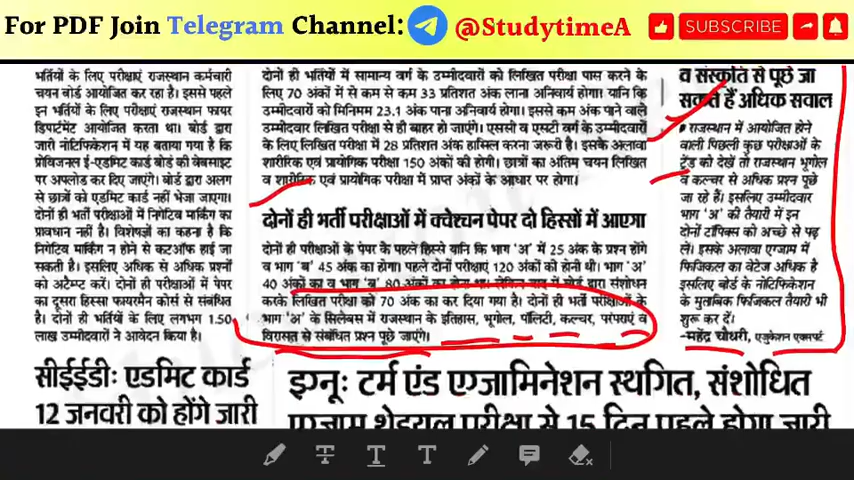 For PDF Join Telegram Channel: @StudytimeA SUBSCRIBE
भर्तियों के लिए परीक्षाएं राजस्थान कर्मचारी
चयन बोर्ड आयोजित कर रहा है। इससे पहले
इन भर्तियों के लिए परीक्षाएं राजस्थान फायर
डिपार्टमेंट आयोजित करता था। बोर्ड द्वारा
जारी नोटिफिकेशन में यह बताया गया है कि
प्रोविजनल ई-एडमिट कार्ड बोर्ड की वेबसाइट
पर अपलोड कर दिए जाएंगे। बोर्ड द्वारा अलग
से छात्रों को एडमिट कार्ड नहीं भेजा जाएगा।
दोनों ही भर्ती परीक्षाओं में निगेटिव मार्किंग का
प्रावधान नहीं है। विशेषज्ञों का कहना है कि
निगेटिव मार्किंग न होने से कटऑफ हाई जा
सकती है। इसलिए अधिक से अधिक प्रश्नों
को अटैम्प्ट करें। दोनों ही परीक्षाओं में पेपर
का दूसरा हिस्सा फायरमैन कोर्स से संबंधित
है। दोनों ही भर्तियों के लिए लगभग 1.50
लाख उम्मीदवारों ने आवेदन किया है।
दोनों ही भर्तियों में सामान्य वर्ग के उम्मीदवारों को लिखित परीक्षा पास करने के
लिए 70 अंकों में से कम से कम 33 प्रतिशत अंक लाना अनिवार्य होगा। यानि कि
उम्मीदवारों को मिनिमम 23.1 अंक पाना अनिवार्य होगा। इससे कम अंक पाने वाले
उम्मीदवार लिखित परीक्षा से ही बाहर हो जाएंगे। एससी व एसटी वर्ग के उम्मीदवारों
के लिए लिखित परीक्षा में 28 प्रतिशत अंक हासिल करना जरूरी है। इसके अलावा
शारीरिक एवं प्रायोगिक परीक्षा 150 अंकों की होगी। छात्रों का अंतिम चयन लिखित
व शारीरिक एवं प्रायोगिक परीक्षा में प्राप्त अंकों के आधार पर होगा।
दोनों ही भर्ती परीक्षाओं में क्वेश्चन पेपर दो हिस्सों में आएगा
दोनों ही परीक्षाओं के पेपर के पहले हिस्से यानि कि भाग 'अ' में 25 अंक के प्रश्न होंगे
व भाग 'ब' 45 अंक का होगा। पहले दोनों परीक्षाएं 120 अंकों की होनी थी। भाग 'अ'
40 अंकों का व भाग 'ब' 80 अंकों का होना था। लेकिन बाद में बोर्ड द्वारा संशोधन
करके लिखित परीक्षा को 70 अंक का कर दिया गया है। दोनों ही भर्ती परीक्षाओं के
भाग 'अ' के सिलेबस में राजस्थान के इतिहास, भूगोल, पॉलिटी, कल्चर, परंपराएं व
विरासत से संबंधित प्रश्न पूछे जाएंगे।
व संस्कृति से पूछे जा
सकते हैं अधिक सवाल
राजस्थान में आयोजित होने
वाली पिछली कुछ परीक्षाओं के
ट्रेंड को देखें तो राजस्थान भूगोल
व कल्चर से अधिक प्रश्न पूछे
जा रहे हैं। इसलिए उम्मीदवार
भाग 'अ' की तैयारी में इन
दोनों टॉपिक्स को अच्छे से पढ़
लें। इसके अलावा एग्जाम में
फिजिकल का वेटेज अधिक है
इसलिए बोर्ड के नोटिफिकेशन
के मुताबिक फिजिकल तैयारी भी
शुरू कर दें।
-महेंद्र चौधरी, एजुकेशन एक्सपर्ट
सीईईडी: एडमिट कार्ड
12 जनवरी को होंगे जारी
इग्नू: टर्म एंड एग्जामिनेशन स्थगित, संशोधित
एग्जाम शेड्यूल परीक्षा से 15 दिन पहले होगा जारी
T T